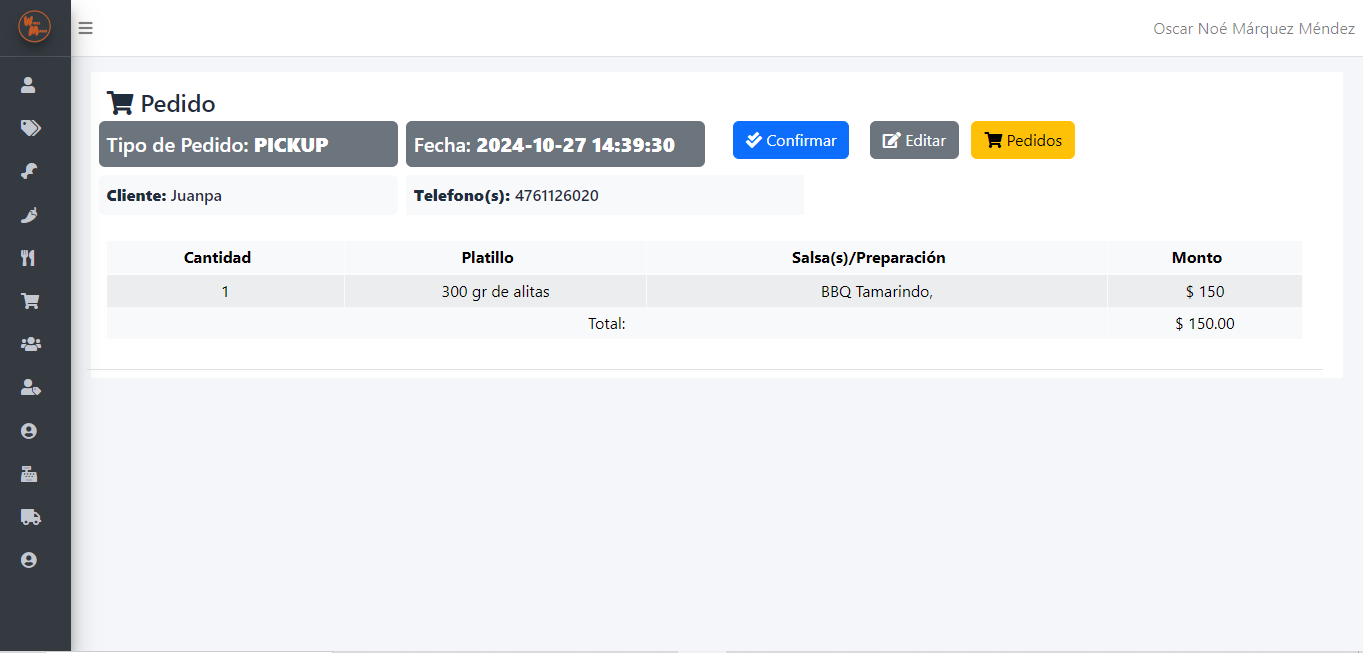 Oscar Noé Márquez Méndez
Pedido
Tipo de Pedido: PICKUP
Fecha: 2024-10-27 14:39:30
Confirmar
Editar
Pedidos
Cliente: Juanpa
Telefono(s): 4761126020
Cantidad Platillo Salsa(s)/Preparación Monto
1 300 gr de alitas BBQ Tamarindo, $ 150
Total: $ 150.00